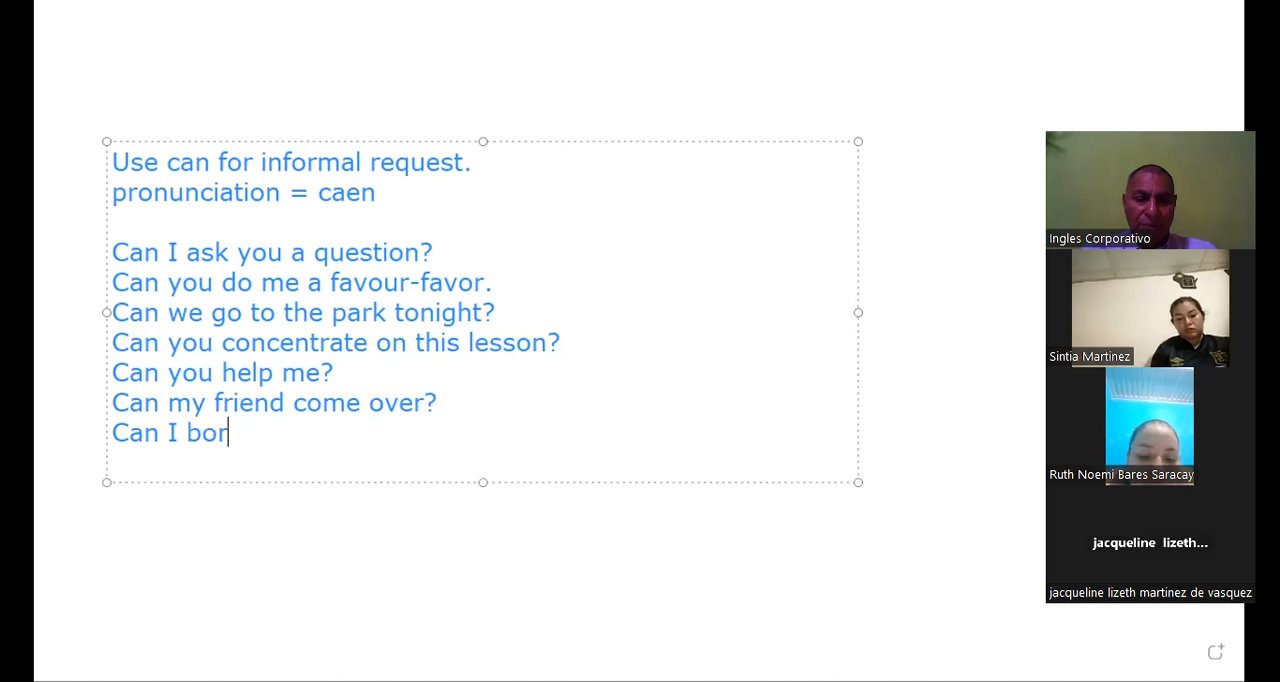 Use can for informal request.
pronunciation = caen
Can I ask you a question?
Can you do me a favour-favor.
Can we go to the park tonight?
Can you concentrate on this lesson?
Can you help me?
Can my friend come over?
Can I bor
Ingles Corporativo
Sintia Martinez
Ruth Noemi Bares Saracay
jacqueline lizeth...
jacqueline lizeth martinez de vasquez